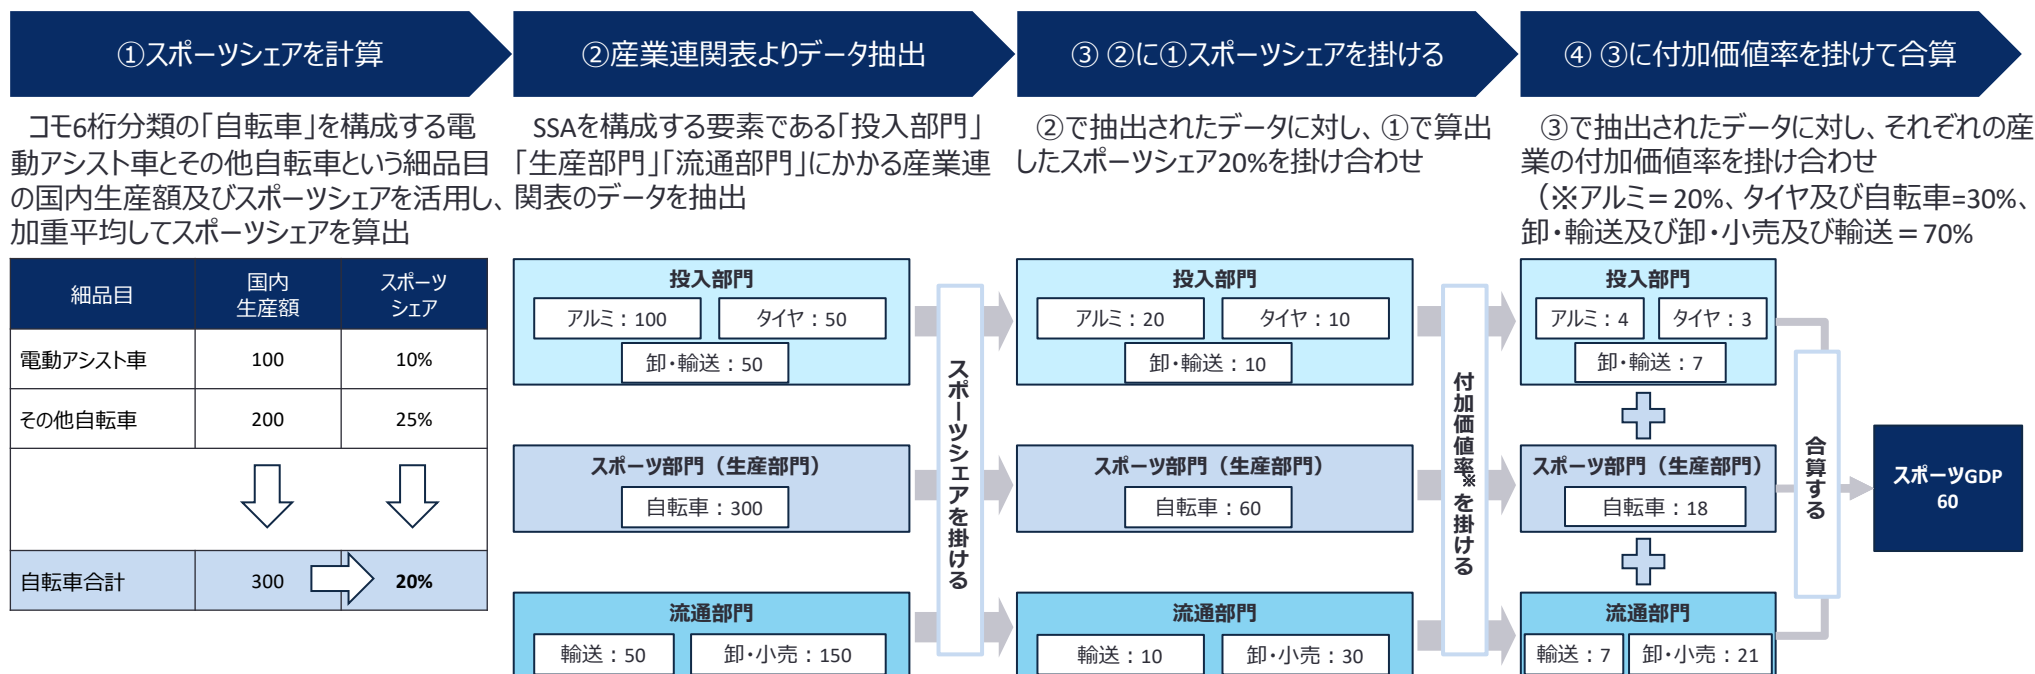 ①スポーツシェアを計算
②産業連関表よりデータ抽出
③ ②に①スポーツシェアを掛ける
④ ③に付加価値率を掛けて合算
コモ6桁分類の「自転車」を構成する電
動アシスト車とその他自転車という細品目
の国内生産額及びスポーツシェアを活用し、
加重平均してスポーツシェアを算出
SSAを構成する要素である「投入部門」
「生産部門」「流通部門」にかかる産業連
関表のデータを抽出
②で抽出されたデータに対し、①で算出
したスポーツシェア20%を掛け合わせ
③で抽出されたデータに対し、それぞれの産
業の付加価値率を掛け合わせ
（※アルミ＝20%、タイヤ及び自転車=30%、
卸・輸送及び卸・小売及び輸送＝70%
細品目
国内
生産額
スポーツ
シェア
電動アシスト車
100
10%
その他自転車
200
25%
自転車合計
300
20%
投入部門
アルミ：100
タイヤ：50
卸・輸送：50
スポーツ部門（生産部門）
自転車：300
流通部門
輸送：50
卸・小売：150
スポーツシェアを掛ける
投入部門
アルミ：20
タイヤ：10
卸・輸送：10
スポーツ部門（生産部門）
自転車：60
流通部門
輸送：10
卸・小売：30
付加価値率※を掛ける
投入部門
アルミ：4
タイヤ：3
卸・輸送：7
スポーツ部門（生産部門）
自転車：18
流通部門
輸送：7
卸・小売：21
合算する
スポーツGDP
60